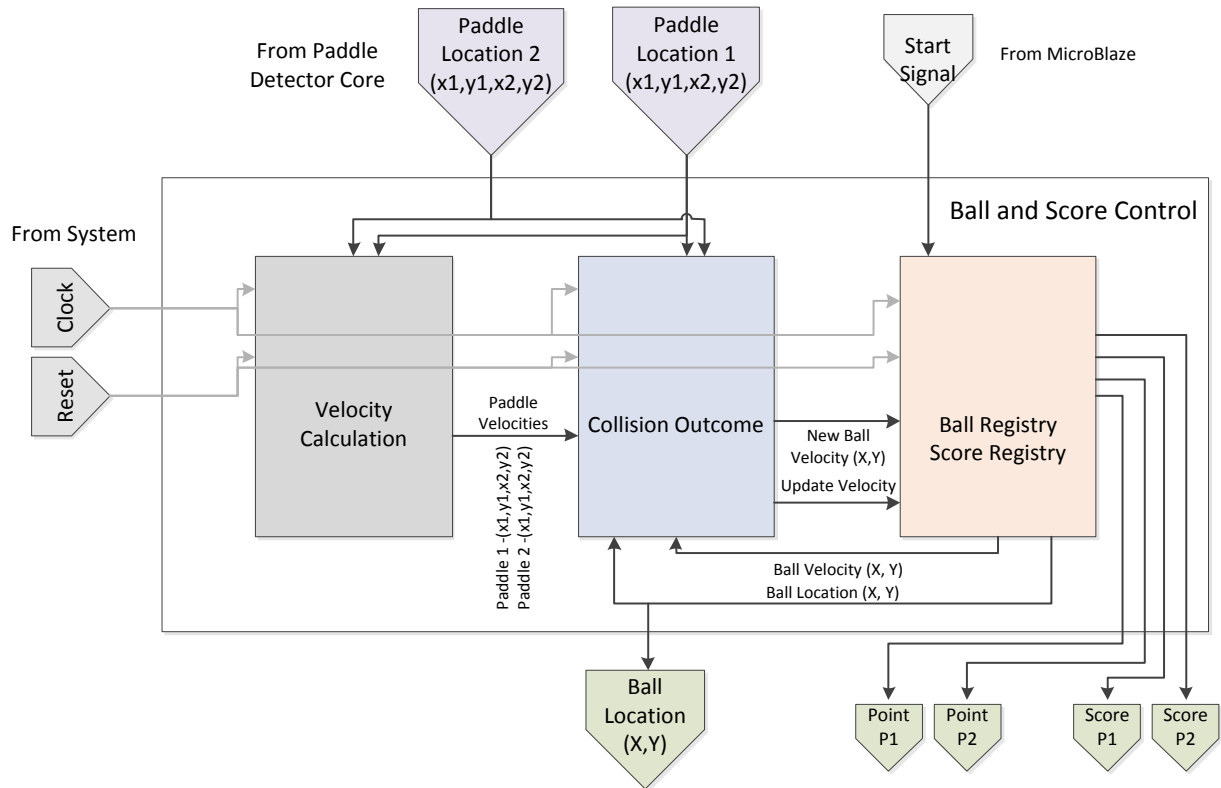 Paddle
Location 2
(x1,y1,x2,y2)
Paddle
Location 1
(x1,y1,x2,y2)
Start
Signal
From Paddle
Detector Core
From MicroBlaze
Ball and Score Control
From System
Clock
Reset
Velocity
Calculation
Paddle
Velocities
Paddle 1 -(x1,y1,x2,y2)
Paddle 2 -(x1,y1,x2,y2)
Collision Outcome
New Ball
Velocity (X,Y)
Update Velocity
Ball Registry
Score Registry
Ball Velocity (X, Y)
Ball Location (X, Y)
Ball
Location
(X,Y)
Point
P1
Point
P2
Score
P1
Score
P2